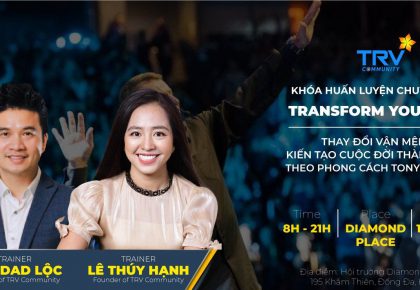 TRV
COMMUNITY
KHÓA HUẤN LUYỆN CHU
TRANSFORM YOU
THAY ĐỔI VẬN MỆ
KIẾN TẠO CUỘC ĐỜI THÀ
THEO PHONG CÁCH TONY
Time
8H - 21H
Place
DIAMOND
PLACE
Địa điểm: Hội trường Diamond
195 Khâm Thiên, Đống Đa
TRAINER
DAD LỘC
of TRV Community
TRAINER
LÊ THÚY HẠNH
Founder of TRV Community